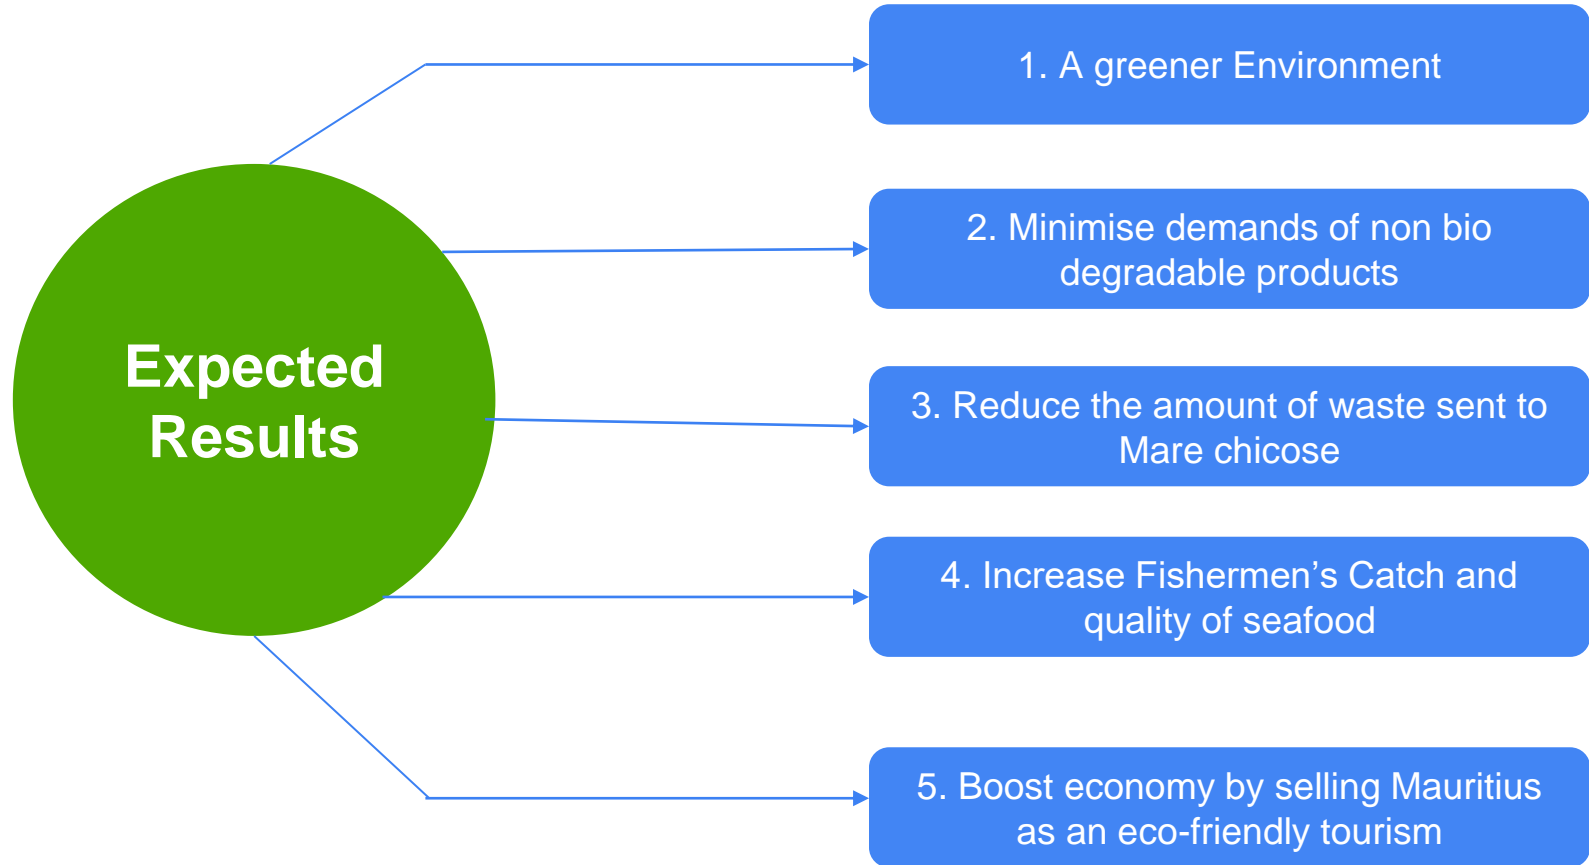 Expected
Results
1. A greener Environment
2. Minimise demands of non bio
degradable products
3. Reduce the amount of waste sent to
Mare chicose
4. Increase Fishermen’s Catch and
quality of seafood
5. Boost economy by selling Mauritius
as an eco-friendly tourism